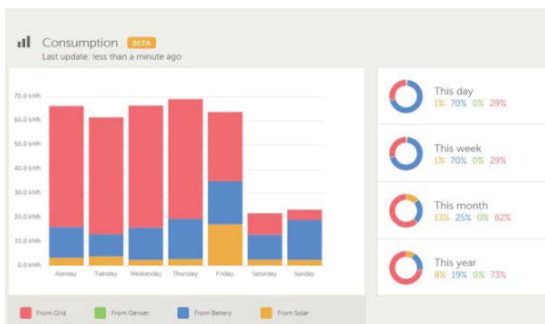 Consumption BETA
Last update: less than a minute ago
70.0 kWh
60.0 kWh
50.0 kWh
40.0 kWh
30.0 kWh
20.0 kWh
10.0 kWh
0.0 kWh
Monday Tuesday Wednesday Thursday Friday Saturday Sunday
From Grid From Genset From Battery From Solar
This day
1% 70% 0% 29%
This week
1% 70% 0% 29%
This month
13% 25% 0% 62%
This year
8% 19% 0% 73%